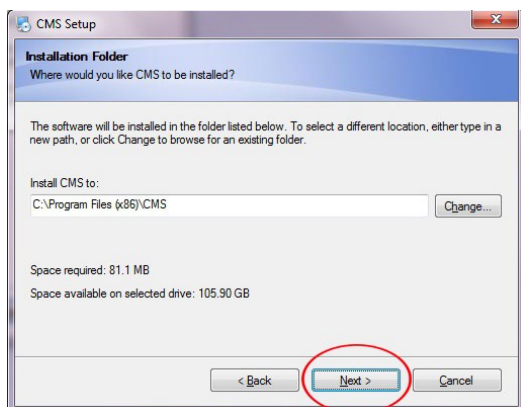 CMS Setup
Installation Folder
Where would you like CMS to be installed?
The software will be installed in the folder listed below. To select a different location, either type in a
new path, or click Change to browse for an existing folder.
Install CMS to:
C:\Program Files (x86)\CMS
Change...
Space required: 81.1 MB
Space available on selected drive: 105.90 GB
< Back
Next >
Cancel